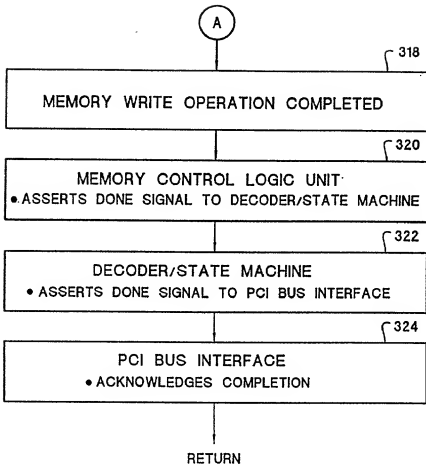 A
318
MEMORY WRITE OPERATION COMPLETED
320
MEMORY CONTROL LOGIC UNIT
• ASSERTS DONE SIGNAL TO DECODER/STATE MACHINE
322
DECODER/STATE MACHINE
• ASSERTS DONE SIGNAL TO PCI BUS INTERFACE
324
PCI BUS INTERFACE
• ACKNOWLEDGES COMPLETION
RETURN